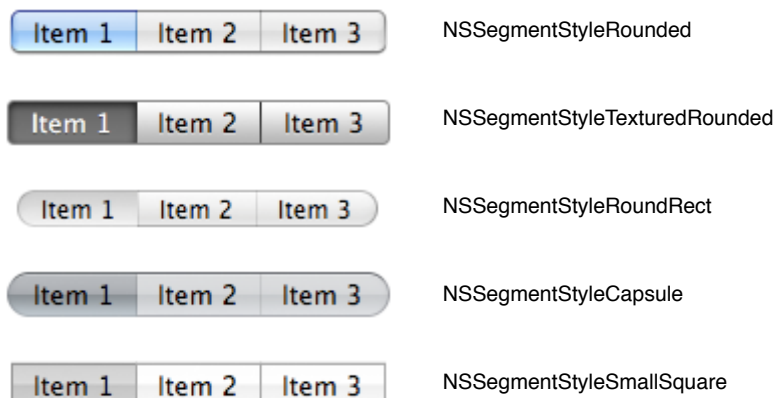 Item 1 Item 2 Item 3 NSSegmentStyleRounded
Item 1 Item 2 Item 3 NSSegmentStyleTexturedRounded
Item 1 Item 2 Item 3 NSSegmentStyleRoundRect
Item 1 Item 2 Item 3 NSSegmentStyleCapsule
Item 1 Item 2 Item 3 NSSegmentStyleSmallSquare